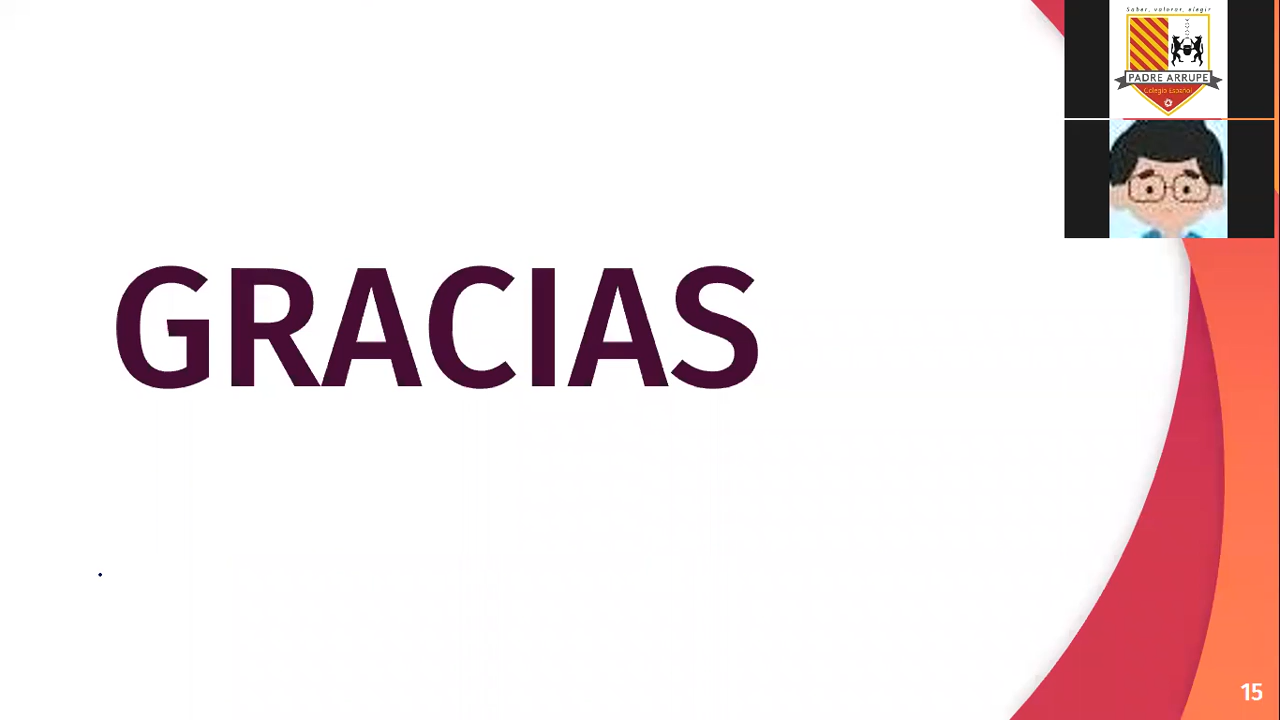 Saber, valorar, elegir
PADRE ARRUPE
Colegio Español
GRACIAS
15